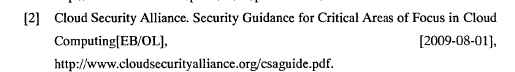 [2] Cloud Security Alliance. Security Guidance for Critical Areas of Focus in Cloud
Computing[EB/OL], [2009-08-01],
http://www.cloudsecurityalliance.org/csaguide.pdf.